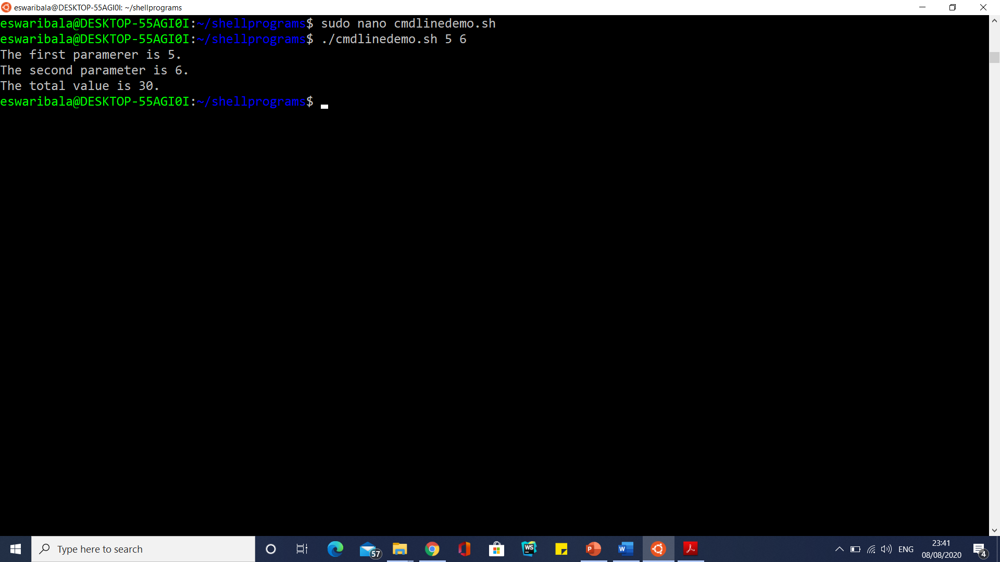 eswaribala@DESKTOP-55AGI0I: ~/shellprograms
eswaribala@DESKTOP-55AGI0I:~/shellprograms$ sudo nano cmdlinedemo.sh
eswaribala@DESKTOP-55AGI0I:~/shellprograms$ ./cmdlinedemo.sh 5 6
The first paramerer is 5.
The second parameter is 6.
The total value is 30.
eswaribala@DESKTOP-55AGI0I:~/shellprograms$
Type here to search
57
WS
P
W
ENG
23:41
08/08/2020
4